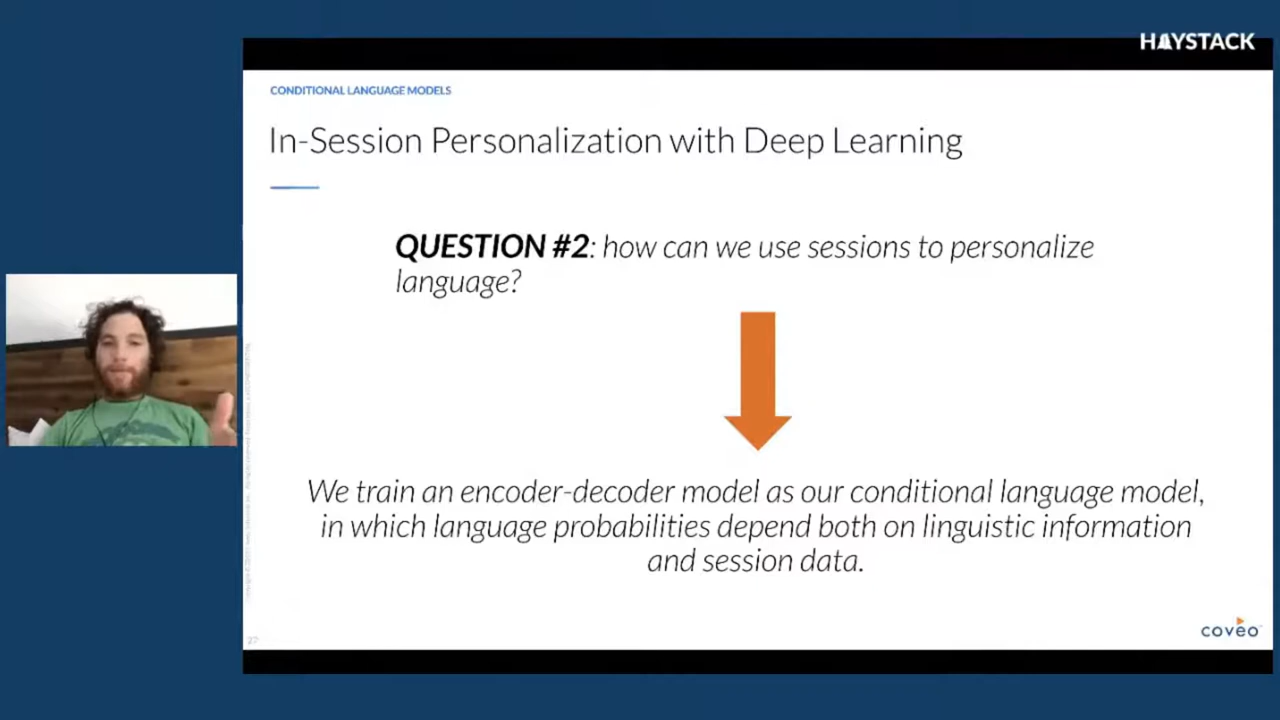 HAYSTACK
CONDITIONAL LANGUAGE MODELS
In-Session Personalization with Deep Learning
QUESTION #2: how can we use sessions to personalize
language?
We train an encoder-decoder model as our conditional language model,
in which language probabilities depend both on linguistic information
and session data.
27
coveo™